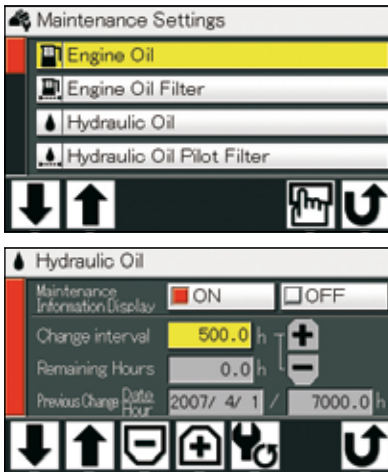 Maintenance Settings
Engine Oil
Engine Oil Filter
Hydraulic Oil
Hydraulic Oil Pilot Filter
Hydraulic Oil
Maintenance
Information Display
ON
OFF
Change interval
500.0 h
Remaining Hours
0.0 h
Previous Change Date
Hour
2007/ 4/ 1 / 7000.0 h